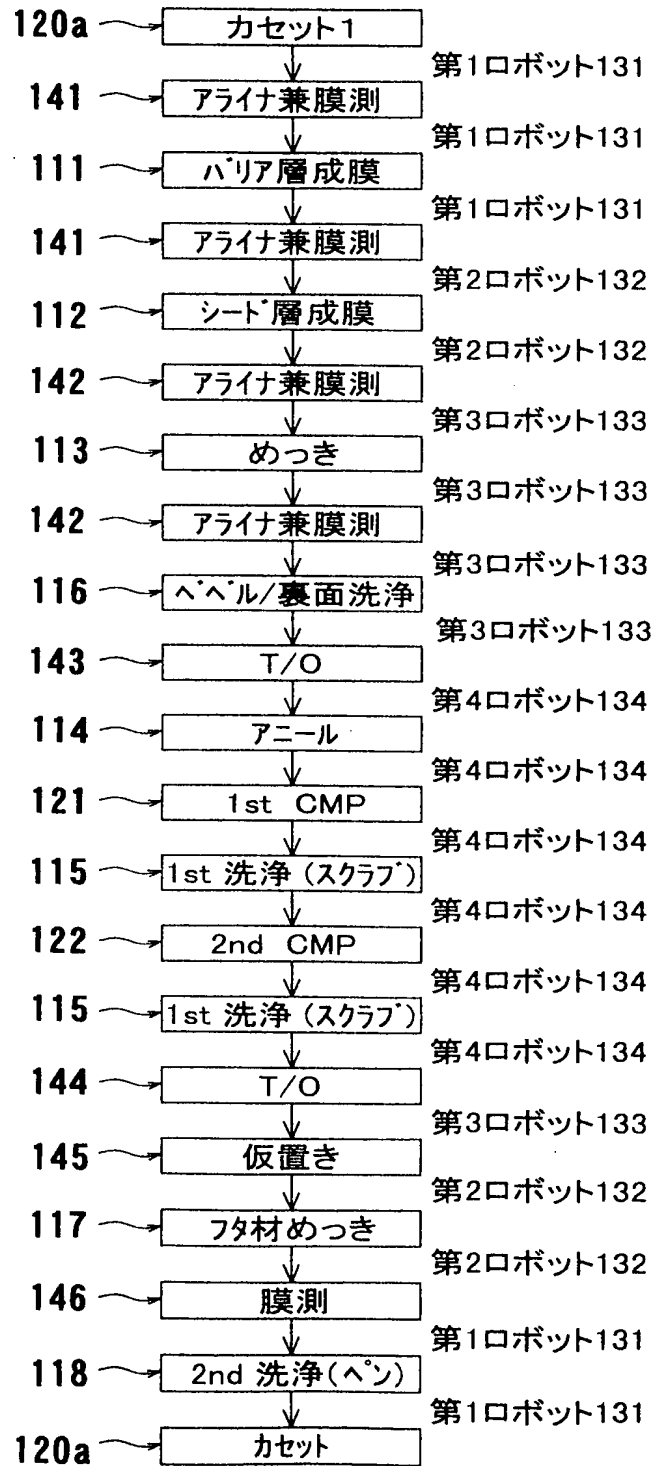 120a カセット1
第1ロボット131
141 アライナ兼膜測
第1ロボット131
111 バリア層成膜
第1ロボット131
141 アライナ兼膜測
第2ロボット132
112 シード層成膜
第2ロボット132
142 アライナ兼膜測
第3ロボット133
113 めっき
第3ロボット133
142 アライナ兼膜測
第3ロボット133
116 ベベル/裏面洗浄
第3ロボット133
143 T/O
第4ロボット134
114 アニール
第4ロボット134
121 1st CMP
第4ロボット134
115 1st 洗浄(スクラブ)
第4ロボット134
122 2nd CMP
第4ロボット134
115 1st 洗浄(スクラブ)
第4ロボット134
144 T/O
第3ロボット133
145 仮置き
第2ロボット132
117 フタ材めっき
第2ロボット132
146 膜測
第1ロボット131
118 2nd 洗浄(ペン)
第1ロボット131
120a カセット